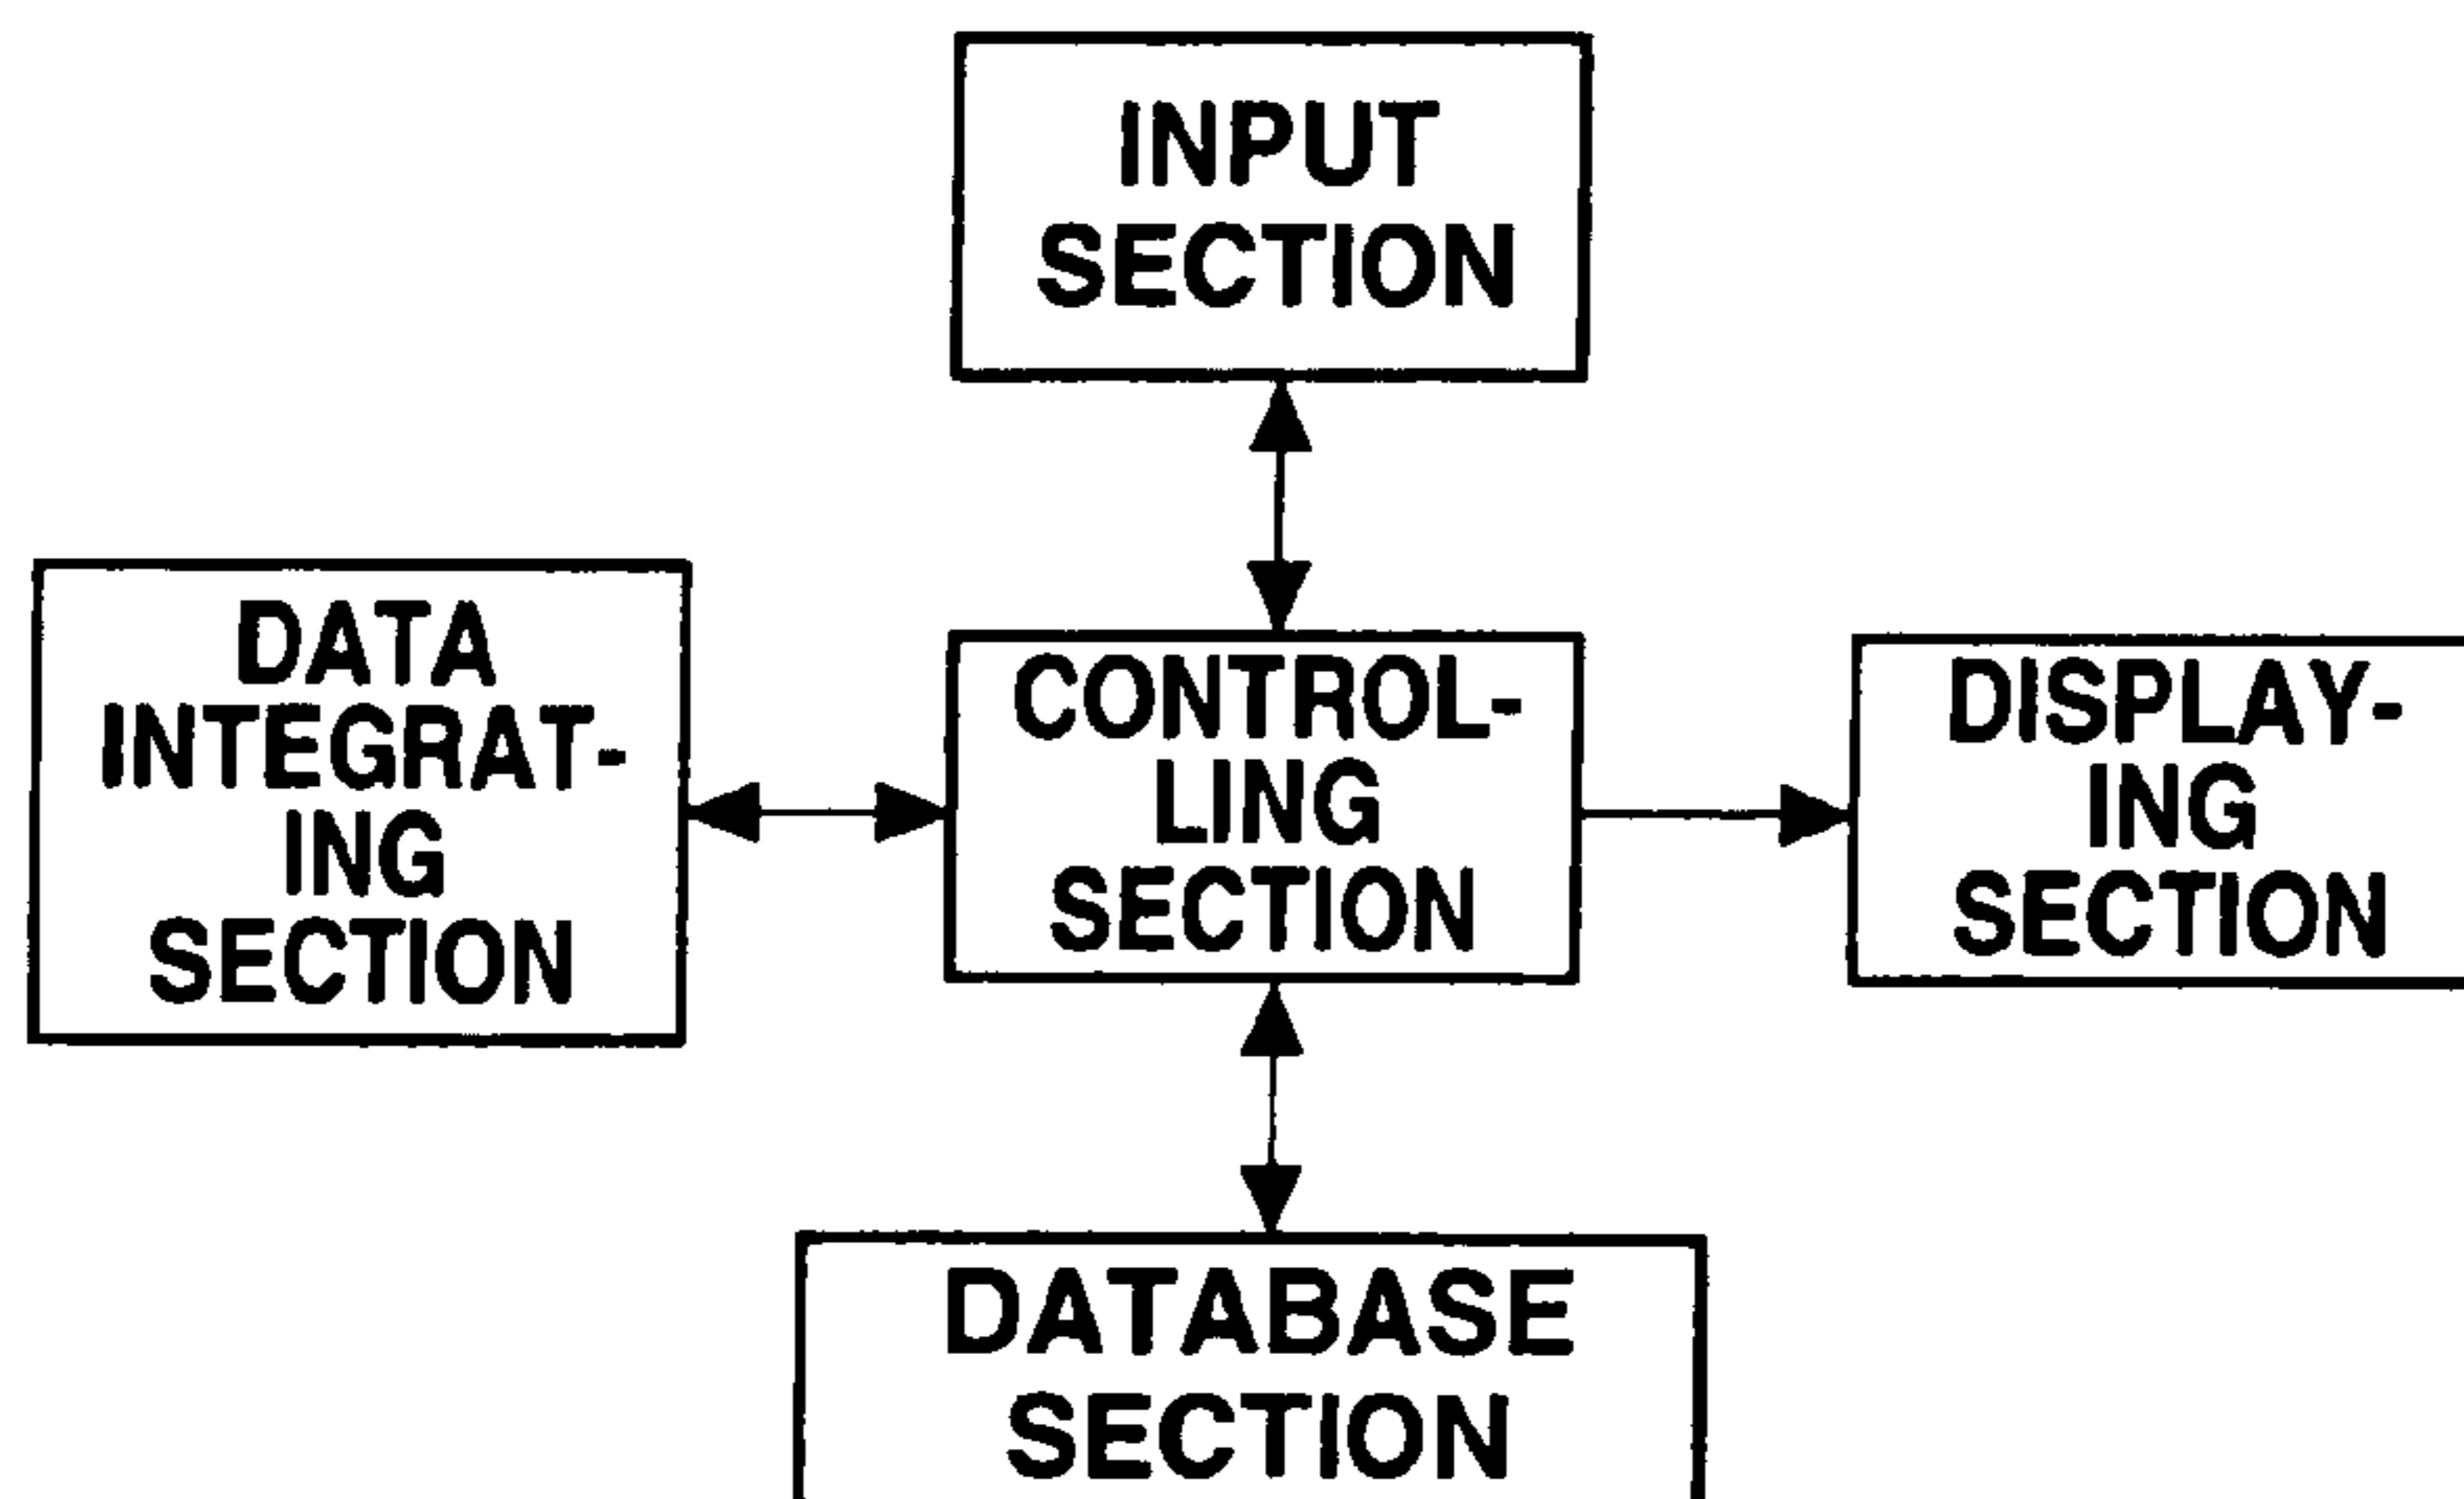 INPUT
SECTION
DATA
INTEGRAT-
ING
SECTION
CONTROL-
LING
SECTION
DISPLAY-
ING
SECTION
DATABASE
SECTION